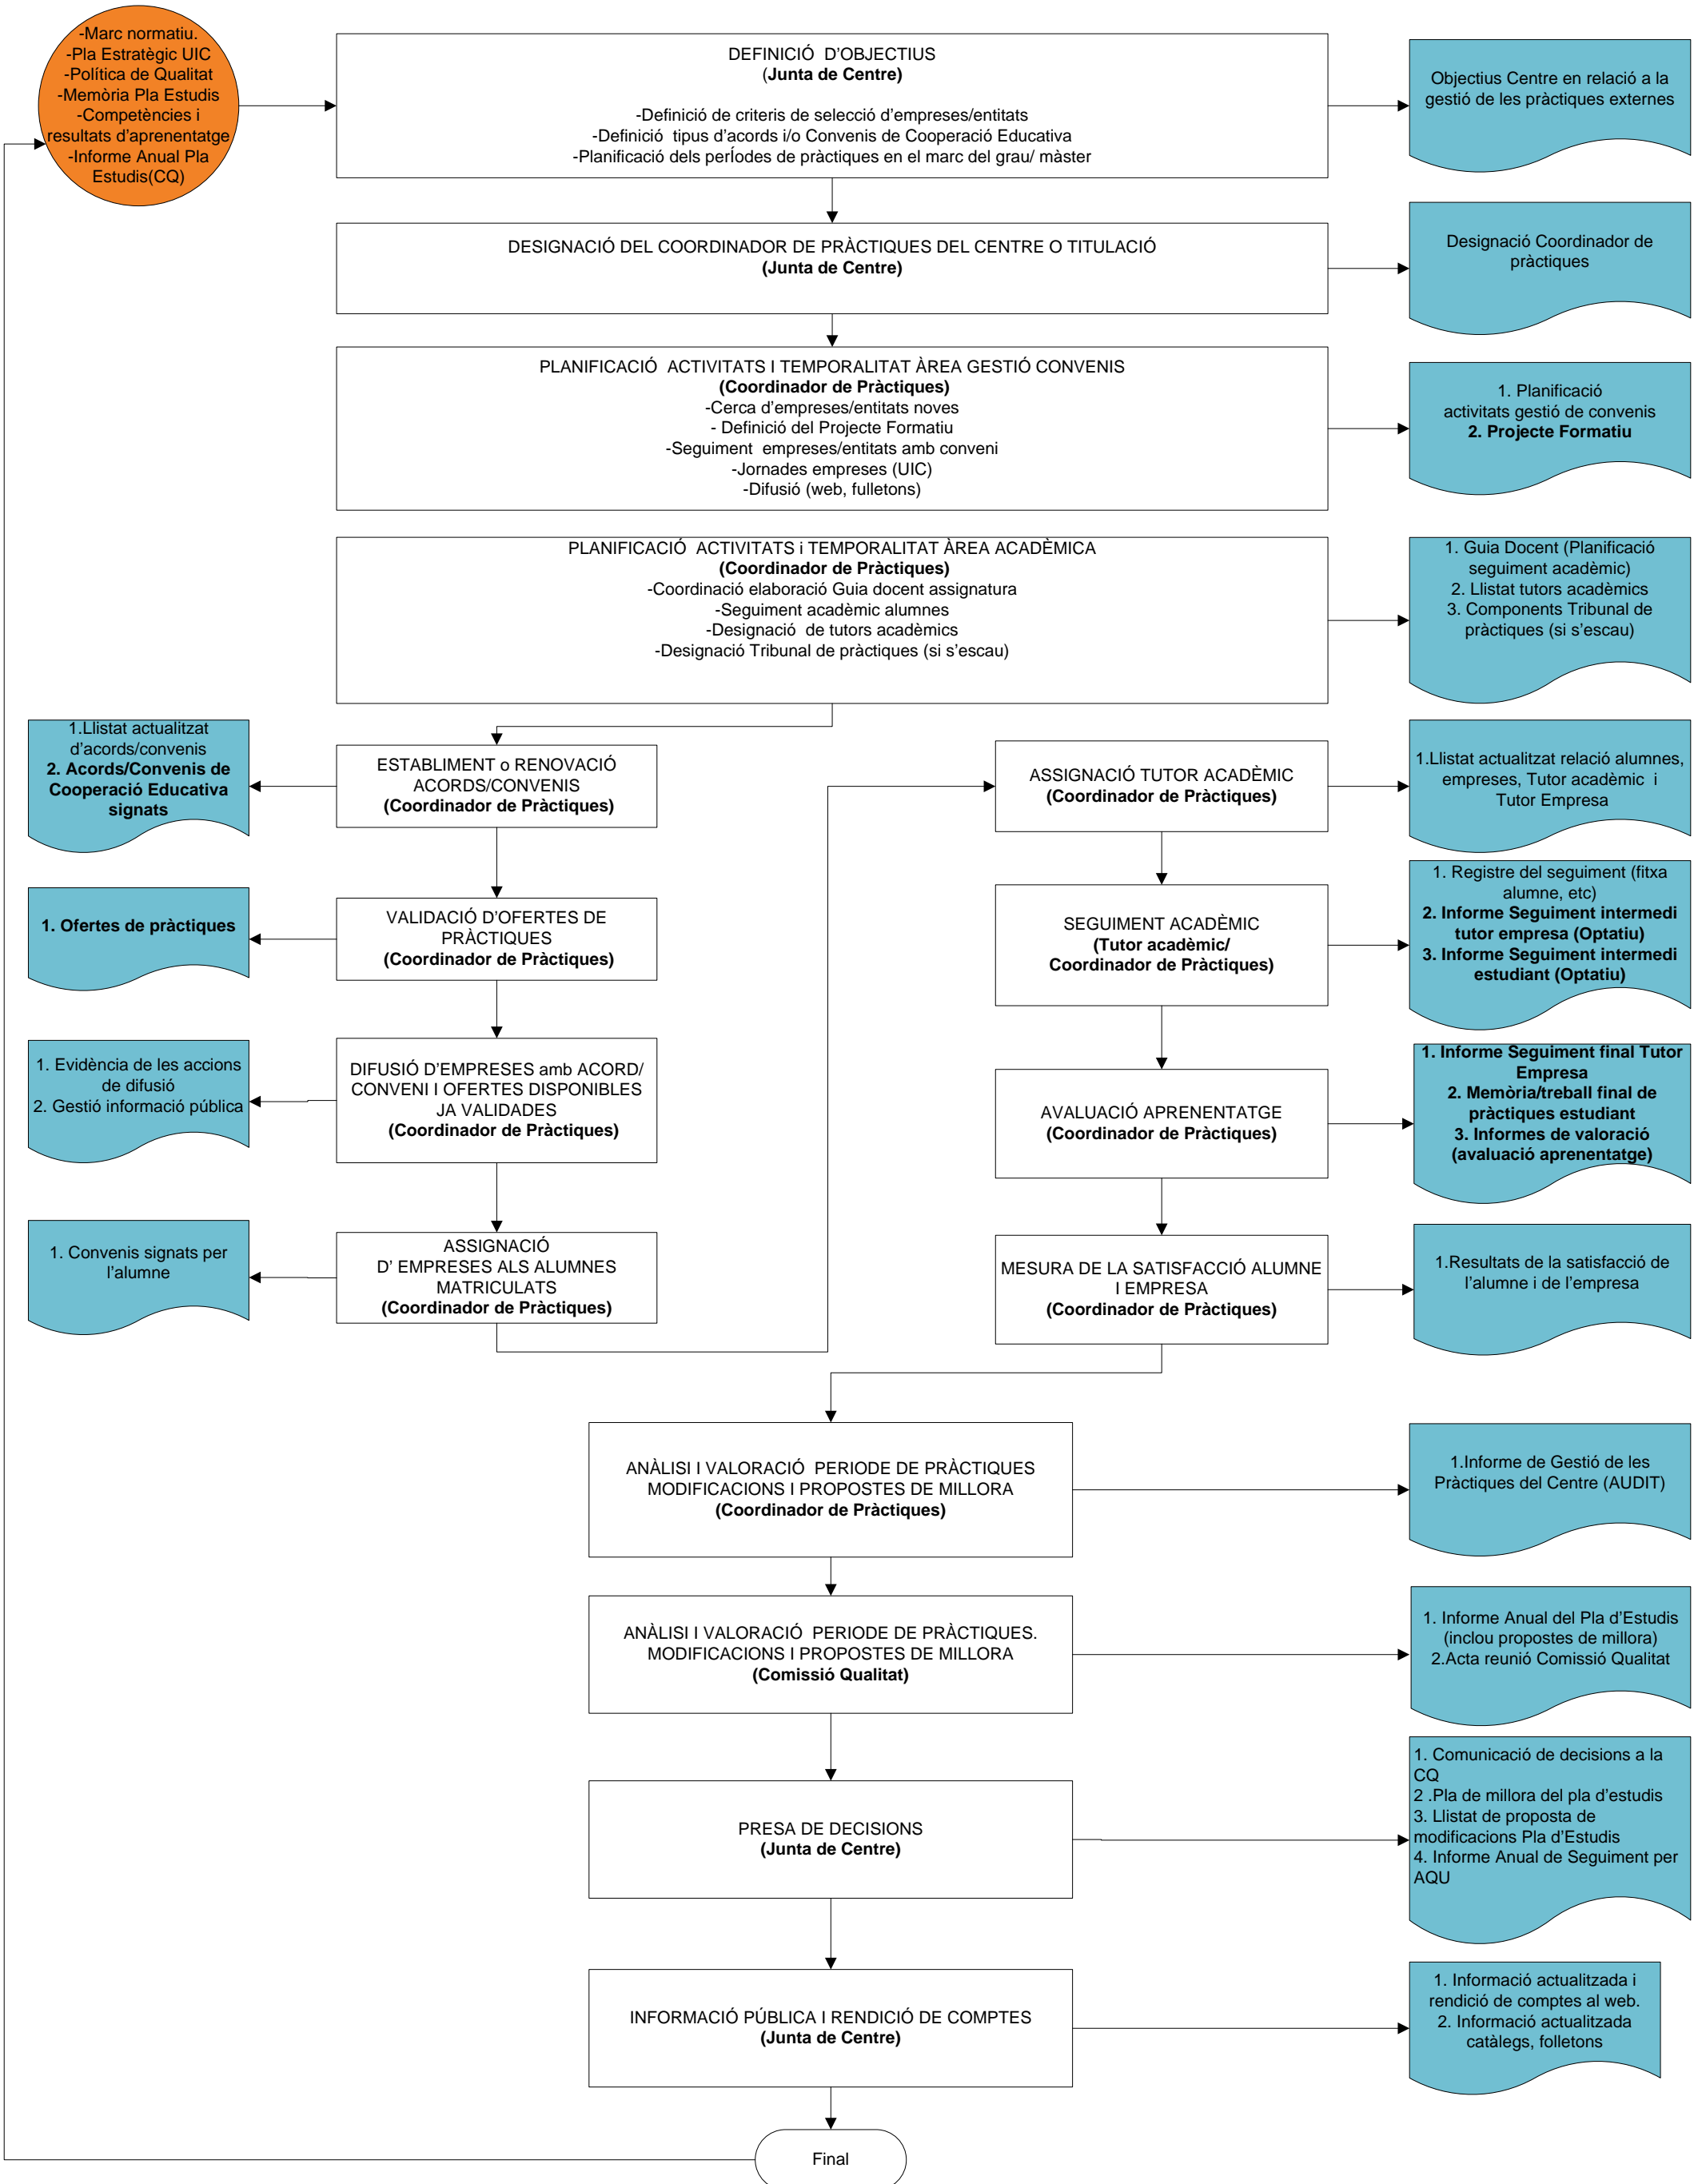 -Marc normatiu.
-Pla Estratègic UIC
-Política de Qualitat
-Memòria Pla Estudis
-Competències i
resultats d'aprenentatge
-Informe Anual Pla
Estudis(CQ)
DEFINICIÓ  D'OBJECTIUS
(Junta de Centre)
-Definició de criteris de selecció d'empreses/entitats
-Definició  tipus d'acords i/o Convenis de Cooperació Educativa
-Planificació dels perÍodes de pràctiques en el marc del grau/ màster
Objectius Centre en relació a la
gestió de les pràctiques externes
DESIGNACIÓ DEL COORDINADOR DE PRÀCTIQUES DEL CENTRE O TITULACIÓ
(Junta de Centre)
Designació Coordinador de
pràctiques
PLANIFICACIÓ  ACTIVITATS I TEMPORALITAT ÀREA GESTIÓ CONVENIS
(Coordinador de Pràctiques)
-Cerca d'empreses/entitats noves
- Definició del Projecte Formatiu
-Seguiment  empreses/entitats amb conveni
-Jornades empreses (UIC)
-Difusió (web, fulletons)
1. Planificació
activitats gestió de convenis
2. Projecte Formatiu
PLANIFICACIÓ  ACTIVITATS i TEMPORALITAT ÀREA ACADÈMICA
(Coordinador de Pràctiques)
-Coordinació elaboració Guia docent assignatura
-Seguiment acadèmic alumnes
-Designació  de tutors acadèmics
-Designació Tribunal de pràctiques (si s'escau)
1. Guia Docent (Planificació
seguiment acadèmic)
2. Llistat tutors acadèmics
3. Components Tribunal de
pràctiques (si s'escau)
1.Llistat actualitzat
d'acords/convenis
2. Acords/Convenis de
Cooperació Educativa
signats
ESTABLIMENT o RENOVACIÓ
ACORDS/CONVENIS
(Coordinador de Pràctiques)
ASSIGNACIÓ TUTOR ACADÈMIC
(Coordinador de Pràctiques)
1.Llistat actualitzat relació alumnes,
empreses, Tutor acadèmic  i
Tutor Empresa
1. Ofertes de pràctiques
VALIDACIÓ D'OFERTES DE
PRÀCTIQUES
(Coordinador de Pràctiques)
SEGUIMENT ACADÈMIC
(Tutor acadèmic/
Coordinador de Pràctiques)
1. Registre del seguiment (fitxa
alumne, etc)
2. Informe Seguiment intermedi
tutor empresa (Optatiu)
3. Informe Seguiment intermedi
estudiant (Optatiu)
1. Evidència de les accions
de difusió
2. Gestió informació pública
DIFUSIÓ D'EMPRESES amb ACORD/
CONVENI I OFERTES DISPONIBLES
JA VALIDADES
(Coordinador de Pràctiques)
AVALUACIÓ APRENENTATGE
(Coordinador de Pràctiques)
1. Informe Seguiment final Tutor
Empresa
2. Memòria/treball final de
pràctiques estudiant
3. Informes de valoració
(avaluació aprenentatge)
1. Convenis signats per
l'alumne
ASSIGNACIÓ
D' EMPRESES ALS ALUMNES
MATRICULATS
(Coordinador de Pràctiques)
MESURA DE LA SATISFACCIÓ ALUMNE
I EMPRESA
(Coordinador de Pràctiques)
1.Resultats de la satisfacció de
l'alumne i de l'empresa
ANÀLISI I VALORACIÓ  PERIODE DE PRÀCTIQUES
MODIFICACIONS I PROPOSTES DE MILLORA
(Coordinador de Pràctiques)
1.Informe de Gestió de les
Pràctiques del Centre (AUDIT)
ANÀLISI I VALORACIÓ  PERIODE DE PRÀCTIQUES.
MODIFICACIONS I PROPOSTES DE MILLORA
(Comissió Qualitat)
1. Informe Anual del Pla d'Estudis
(inclou propostes de millora)
2.Acta reunió Comissió Qualitat
PRESA DE DECISIONS
(Junta de Centre)
1. Comunicació de decisions a la
CQ
2 .Pla de millora del pla d'estudis
3. Llistat de proposta de
modificacions Pla d'Estudis
4. Informe Anual de Seguiment per
AQU
INFORMACIÓ PÚBLICA I RENDICIÓ DE COMPTES
(Junta de Centre)
1. Informació actualitzada i
rendició de comptes al web.
2. Informació actualitzada
catàlegs, folletons
Final